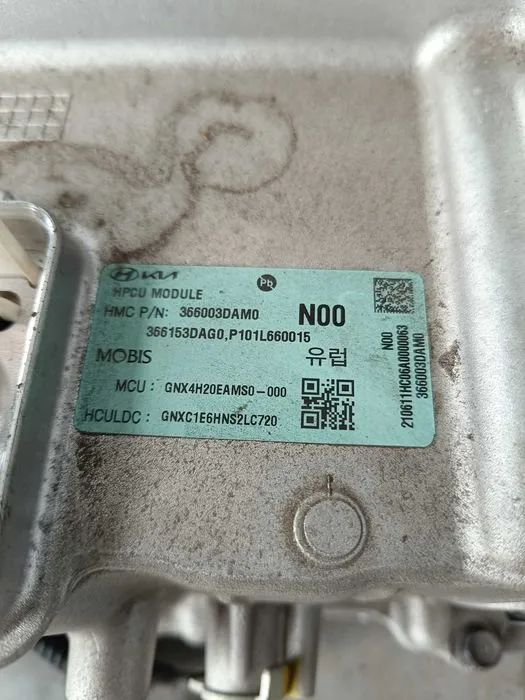 KIA
Pb
HPCU MODULE
HMC P/N: 366003DAM0 N00
366153DAG0,P101L660015
MOBIS 유럽
MCU : GNX4H20EAMS0-000
HCULDC : GNXC1E6HNS2LC720
N00
210611HC06A0000063
366003DAM0